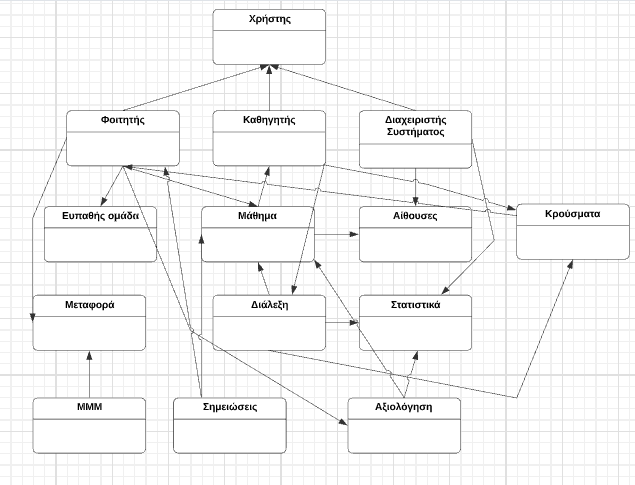 Χρήστης
Φοιτητής
Καθηγητής
Διαχειριστής
Συστήματος
Ευπαθής ομάδα
Μάθημα
Αίθουσες
Κρούσματα
Μεταφορά
Διάλεξη
Στατιστικά
ΜΜΜ
Σημειώσεις
Αξιολόγηση